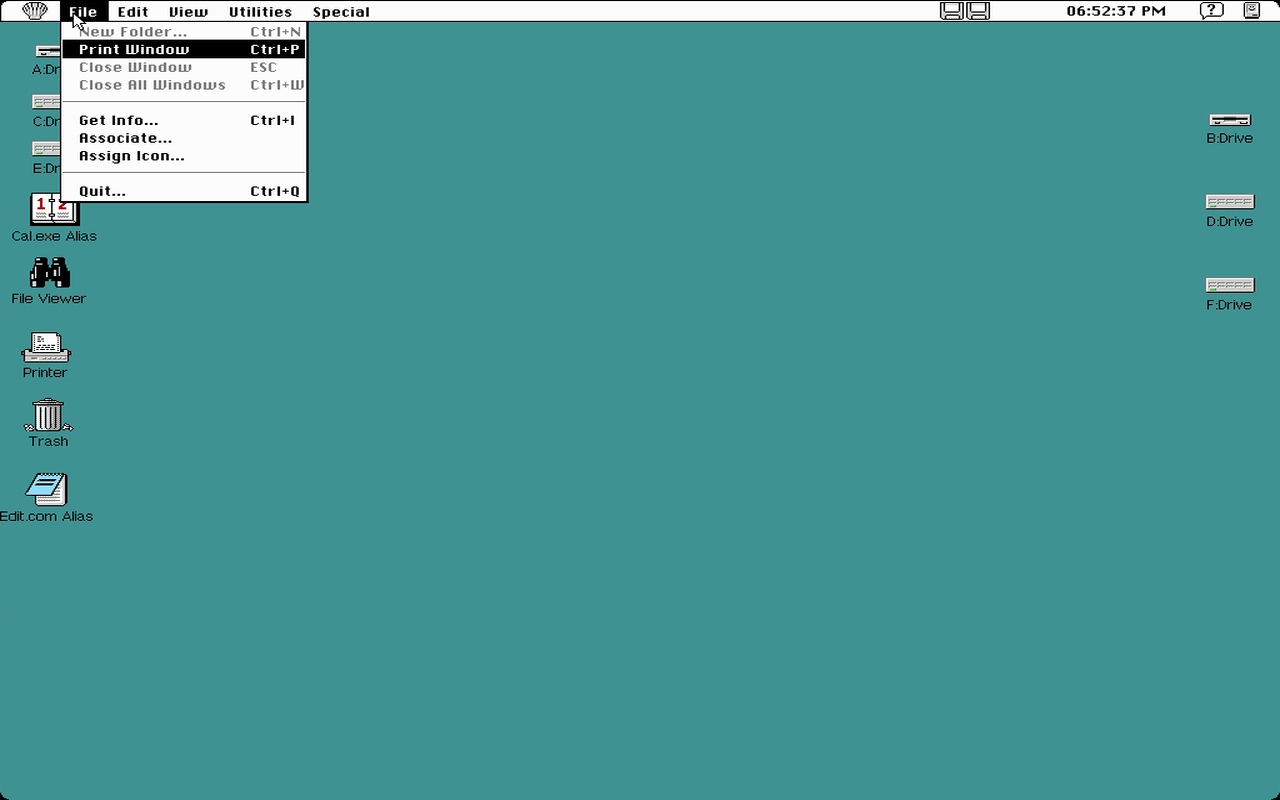 File Edit View Utilities Special 06:52:37 PM ?
New Folder... Ctrl+N
Print Window Ctrl+P
Close Window ESC
Close All Windows Ctrl+W
Get Info... Ctrl+I
Associate...
Assign Icon...
Quit... Ctrl+Q
A:Dr
C:Dr
E:Dr
1 2
Cal.exe Alias
File Viewer
Printer
Trash
Edit.com Alias
B:Drive
D:Drive
F:Drive